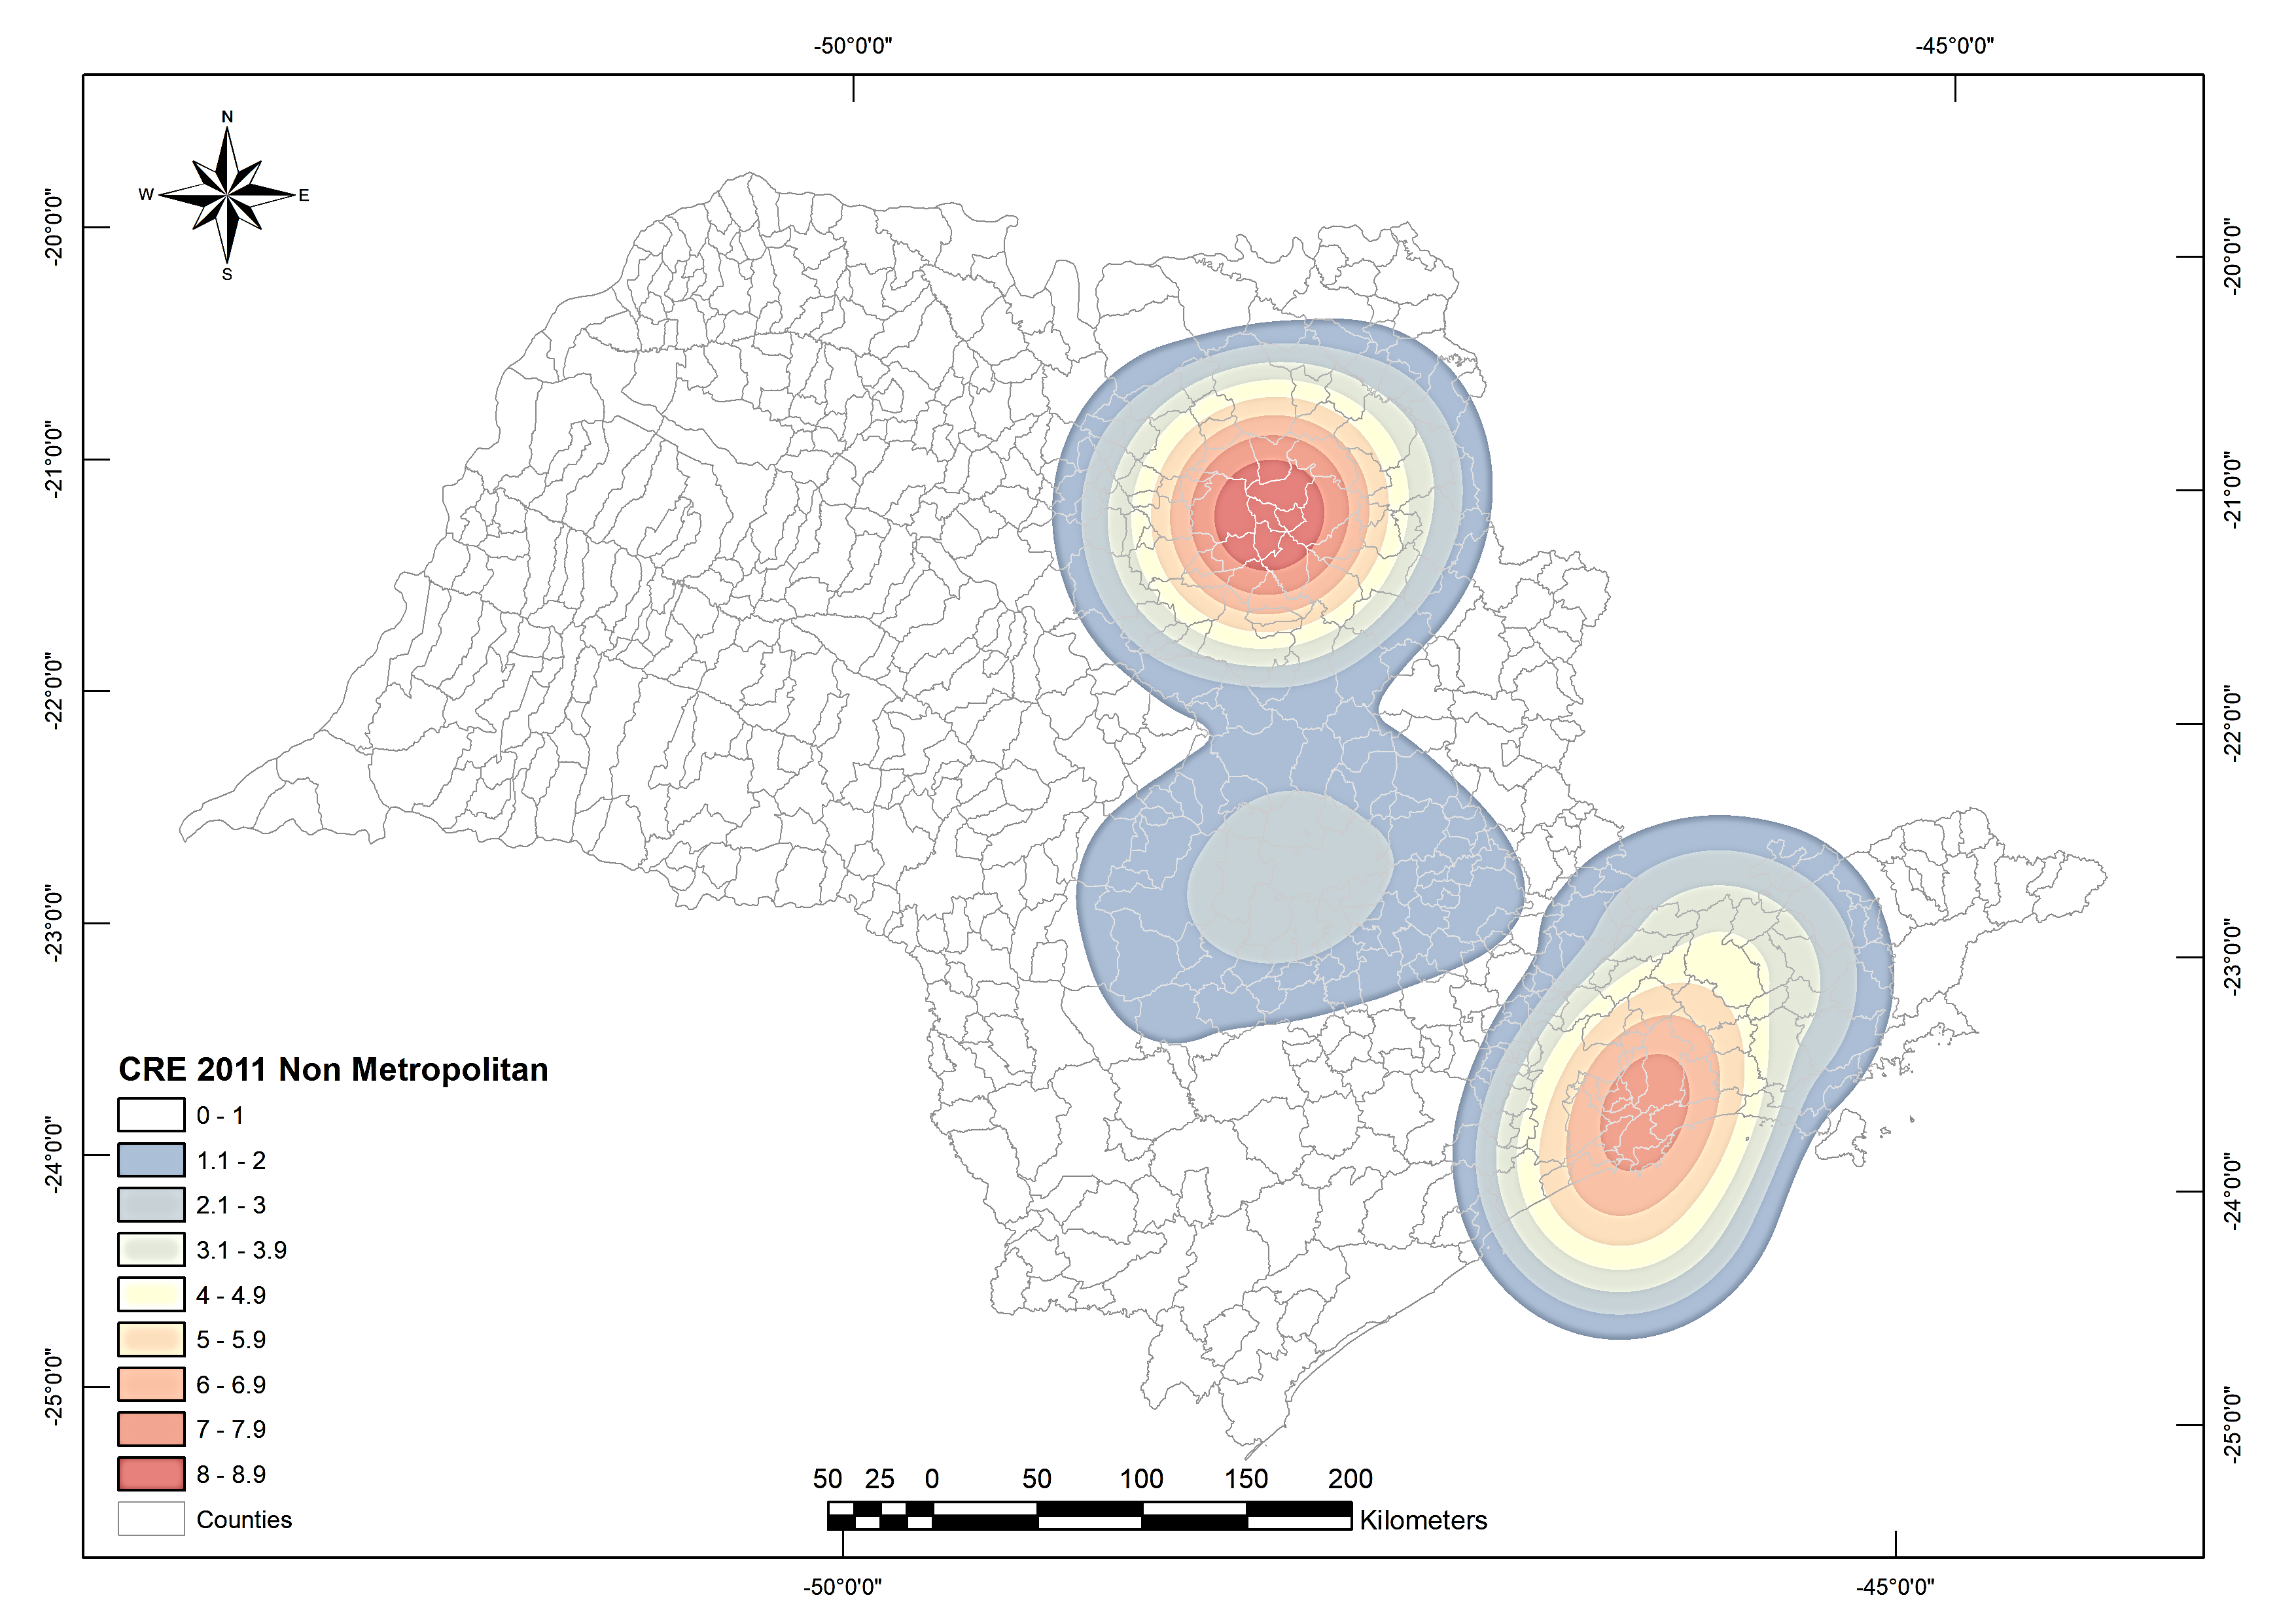 -50°0'0" -45°0'0"
N
W E
S
-20°0'0" -20°0'0"
-21°0'0" -21°0'0"
-22°0'0" -22°0'0"
-23°0'0" -23°0'0"
-24°0'0" -24°0'0"
-25°0'0" -25°0'0"
CRE 2011 Non Metropolitan
0 - 1
1.1 - 2
2.1 - 3
3.1 - 3.9
4 - 4.9
5 - 5.9
6 - 6.9
7 - 7.9
8 - 8.9
Counties
50 25 0 50 100 150 200
Kilometers
-50°0'0" -45°0'0"